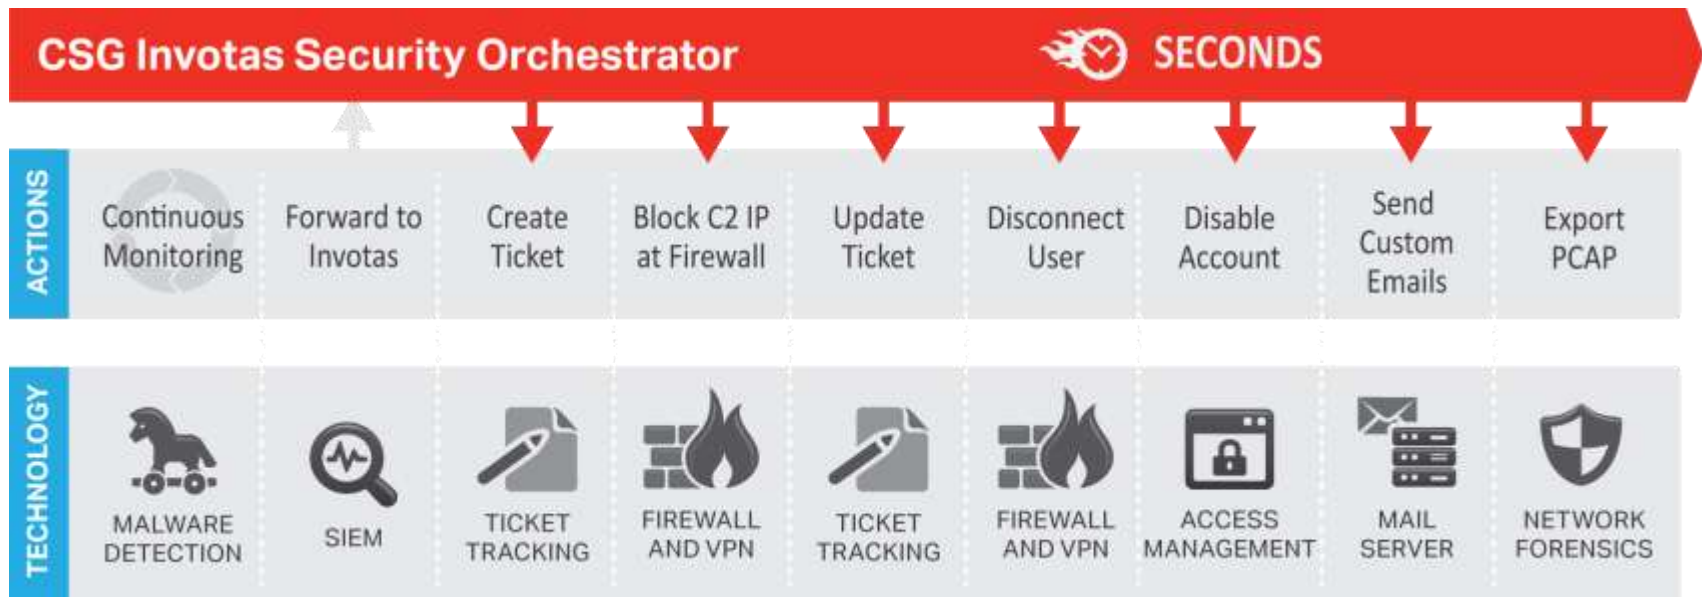 CSG Invotas Security Orchestrator
SECONDS
ACTIONS
Continuous
Monitoring
Forward to
Invotas
Create
Ticket
Block C2 IP
at Firewall
Update
Ticket
Disconnect
User
Disable
Account
Send
Custom
Emails
Export
PCAP
TECHNOLOGY
MALWARE
DETECTION
SIEM
TICKET
TRACKING
FIREWALL
AND VPN
TICKET
TRACKING
FIREWALL
AND VPN
ACCESS
MANAGEMENT
MAIL
SERVER
NETWORK
FORENSICS